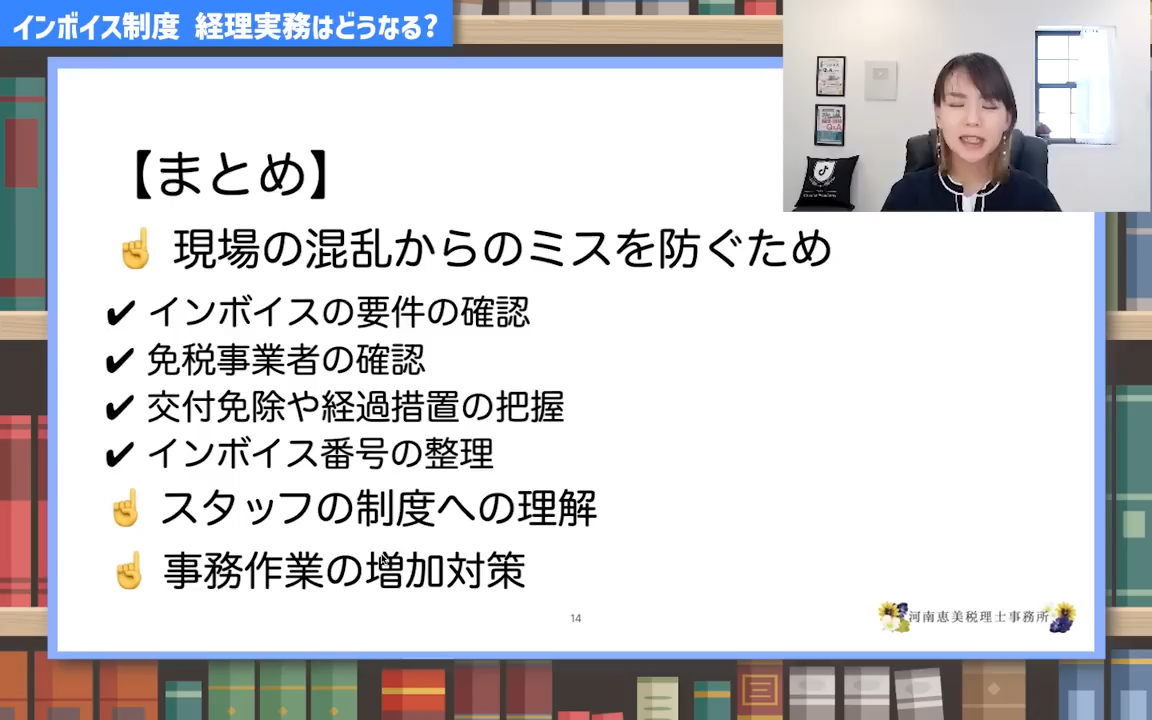 インボイス制度 経理実務はどうなる?
【まとめ】
☝ 現場の混乱からのミスを防ぐため
✔ インボイスの要件の確認
✔ 免税事業者の確認
✔ 交付免除や経過措置の把握
✔ インボイス番号の整理
☝ スタッフの制度への理解
☝ 事務作業の増加対策
14
河南恵美税理士事務所
Q&A